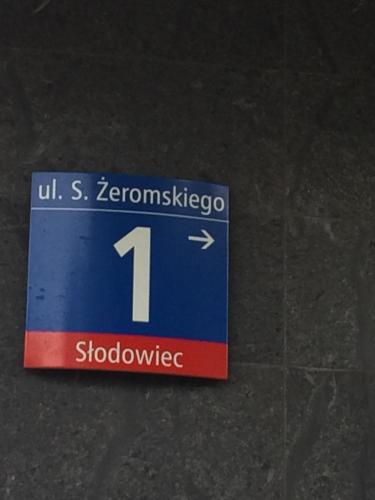 ul. S. Żeromskiego
1 →
Słodowiec